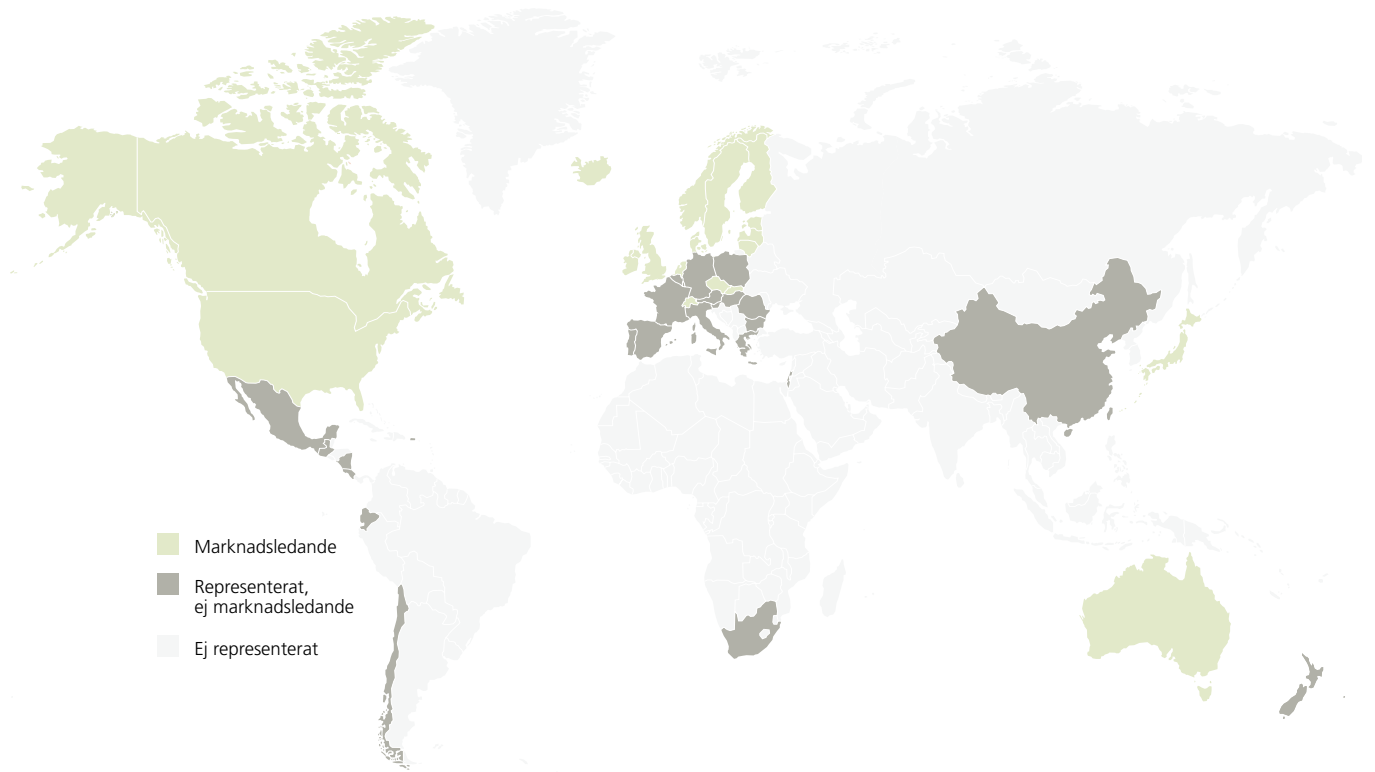 Marknadsledande
Representerat,
ej marknadsledande
Ej representerat